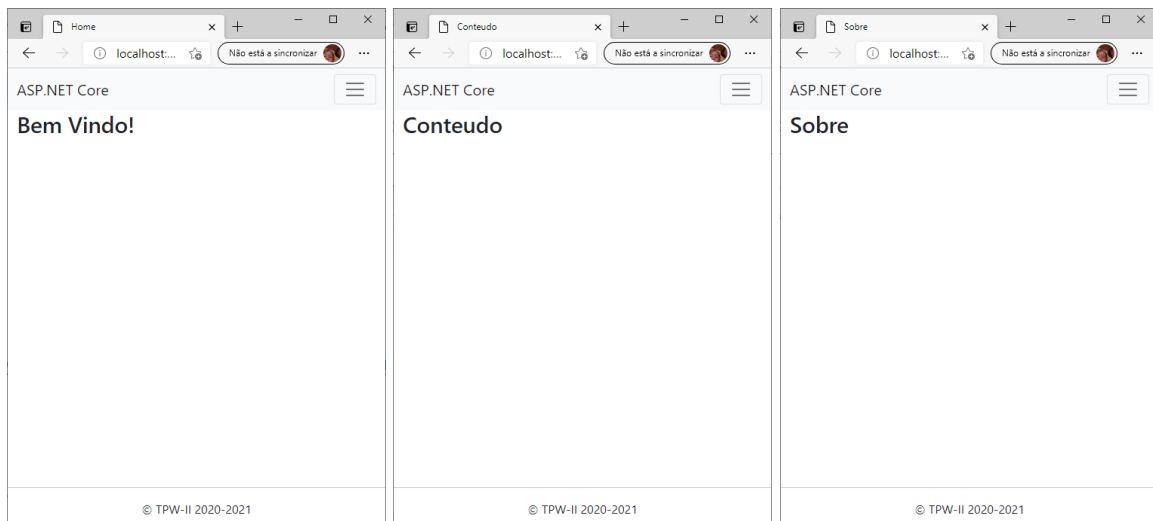 Home
localhost:...
Não está a sincronizar
ASP.NET Core
Bem Vindo!
© TPW-II 2020-2021
Conteudo
localhost:...
Não está a sincronizar
ASP.NET Core
Conteudo
© TPW-II 2020-2021
Sobre
localhost:...
Não está a sincronizar
ASP.NET Core
Sobre
© TPW-II 2020-2021